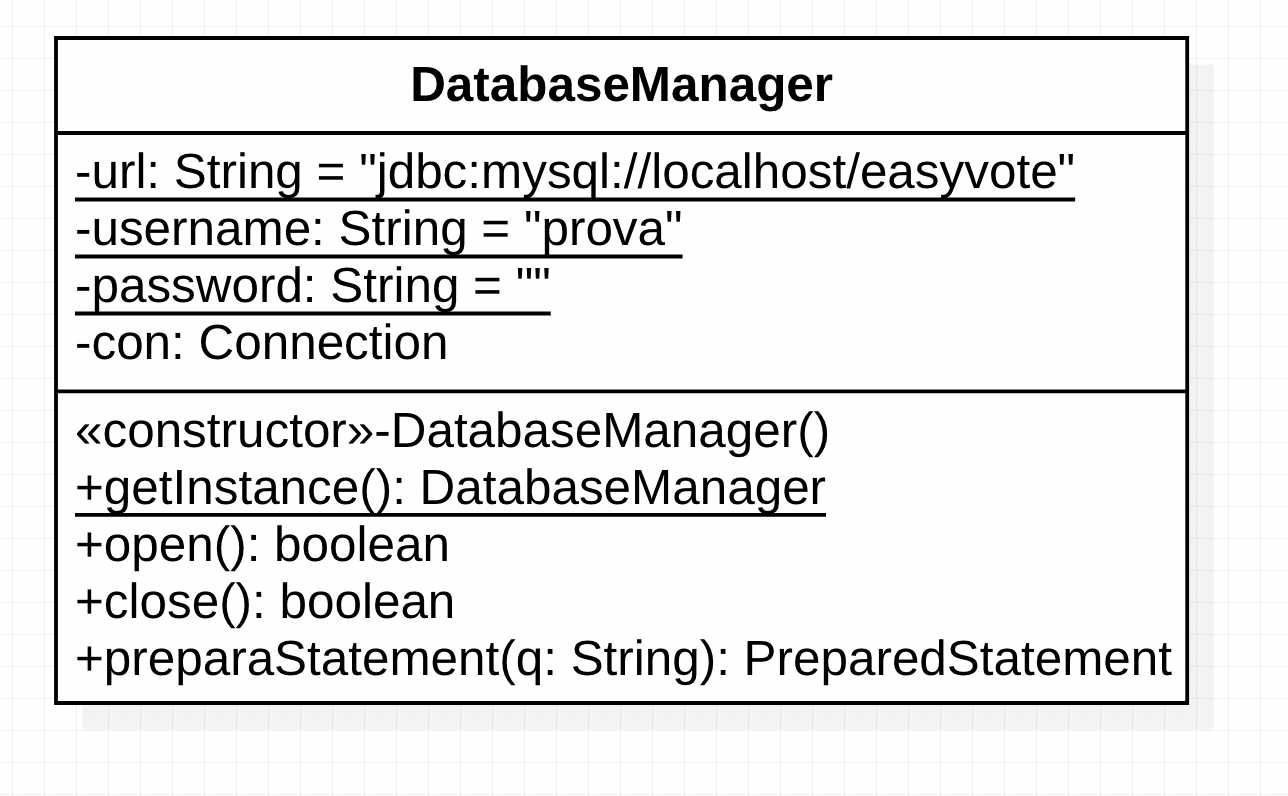 DatabaseManager
-url: String = "jdbc:mysql://localhost/easyvote"
-username: String = "prova"
-password: String = ""
-con: Connection
«constructor»-DatabaseManager()
+getInstance(): DatabaseManager
+open(): boolean
+close(): boolean
+preparaStatement(q: String): PreparedStatement